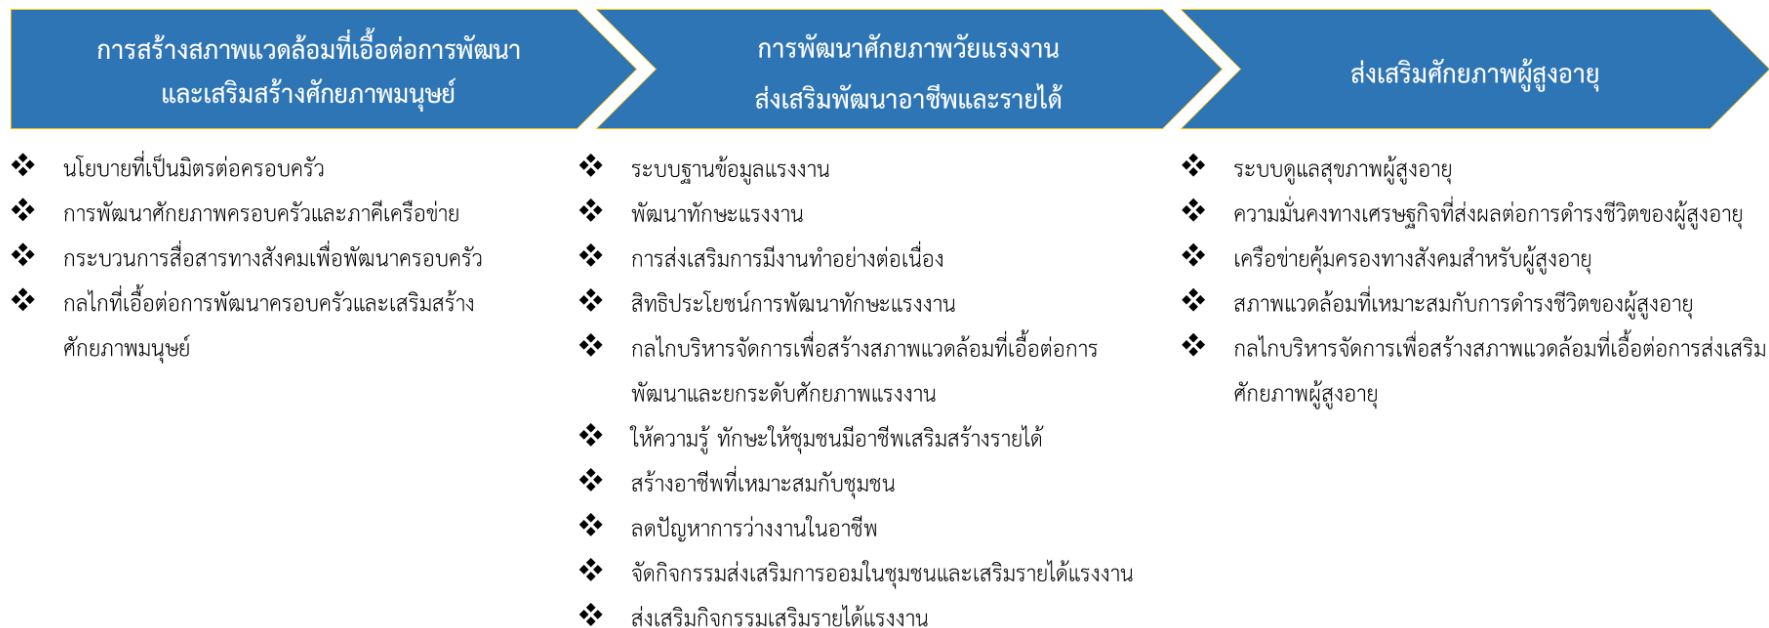 การสร้างสภาพแวดล้อมที่เอื้อต่อการพัฒนา
และเสริมสร้างศักยภาพมนุษย์
นโยบายที่เป็นมิตรต่อครอบครัว
การพัฒนาศักยภาพครอบครัวและภาคีเครือข่าย
กระบวนการสื่อสารทางสังคมเพื่อพัฒนาครอบครัว
กลไกที่เอื้อต่อการพัฒนาครอบครัวและเสริมสร้าง
ศักยภาพมนุษย์
การพัฒนาศักยภาพวัยแรงงาน
ส่งเสริมพัฒนาอาชีพและรายได้
ระบบฐานข้อมูลแรงงาน
พัฒนาทักษะแรงงาน
การส่งเสริมการมีงานทำอย่างต่อเนื่อง
สิทธิประโยชน์การพัฒนาทักษะแรงงาน
กลไกบริหารจัดการเพื่อสร้างสภาพแวดล้อมที่เอื้อต่อการ
พัฒนาและยกระดับศักยภาพแรงงาน
ให้ความรู้ ทักษะให้ชุมชนมีอาชีพเสริมสร้างรายได้
สร้างอาชีพที่เหมาะสมกับชุมชน
ลดปัญหาการว่างงานในอาชีพ
จัดกิจกรรมส่งเสริมการออมในชุมชนและเสริมรายได้แรงงาน
ส่งเสริมกิจกรรมเสริมรายได้แรงงาน
ส่งเสริมศักยภาพผู้สูงอายุ
ระบบดูแลสุขภาพผู้สูงอายุ
ความมั่นคงทางเศรษฐกิจที่ส่งผลต่อการดำรงชีวิตของผู้สูงอายุ
เครือข่ายคุ้มครองทางสังคมสำหรับผู้สูงอายุ
สภาพแวดล้อมที่เหมาะสมกับการดำรงชีวิตของผู้สูงอายุ
กลไกบริหารจัดการเพื่อสร้างสภาพแวดล้อมที่เอื้อต่อการส่งเสริม
ศักยภาพผู้สูงอายุ